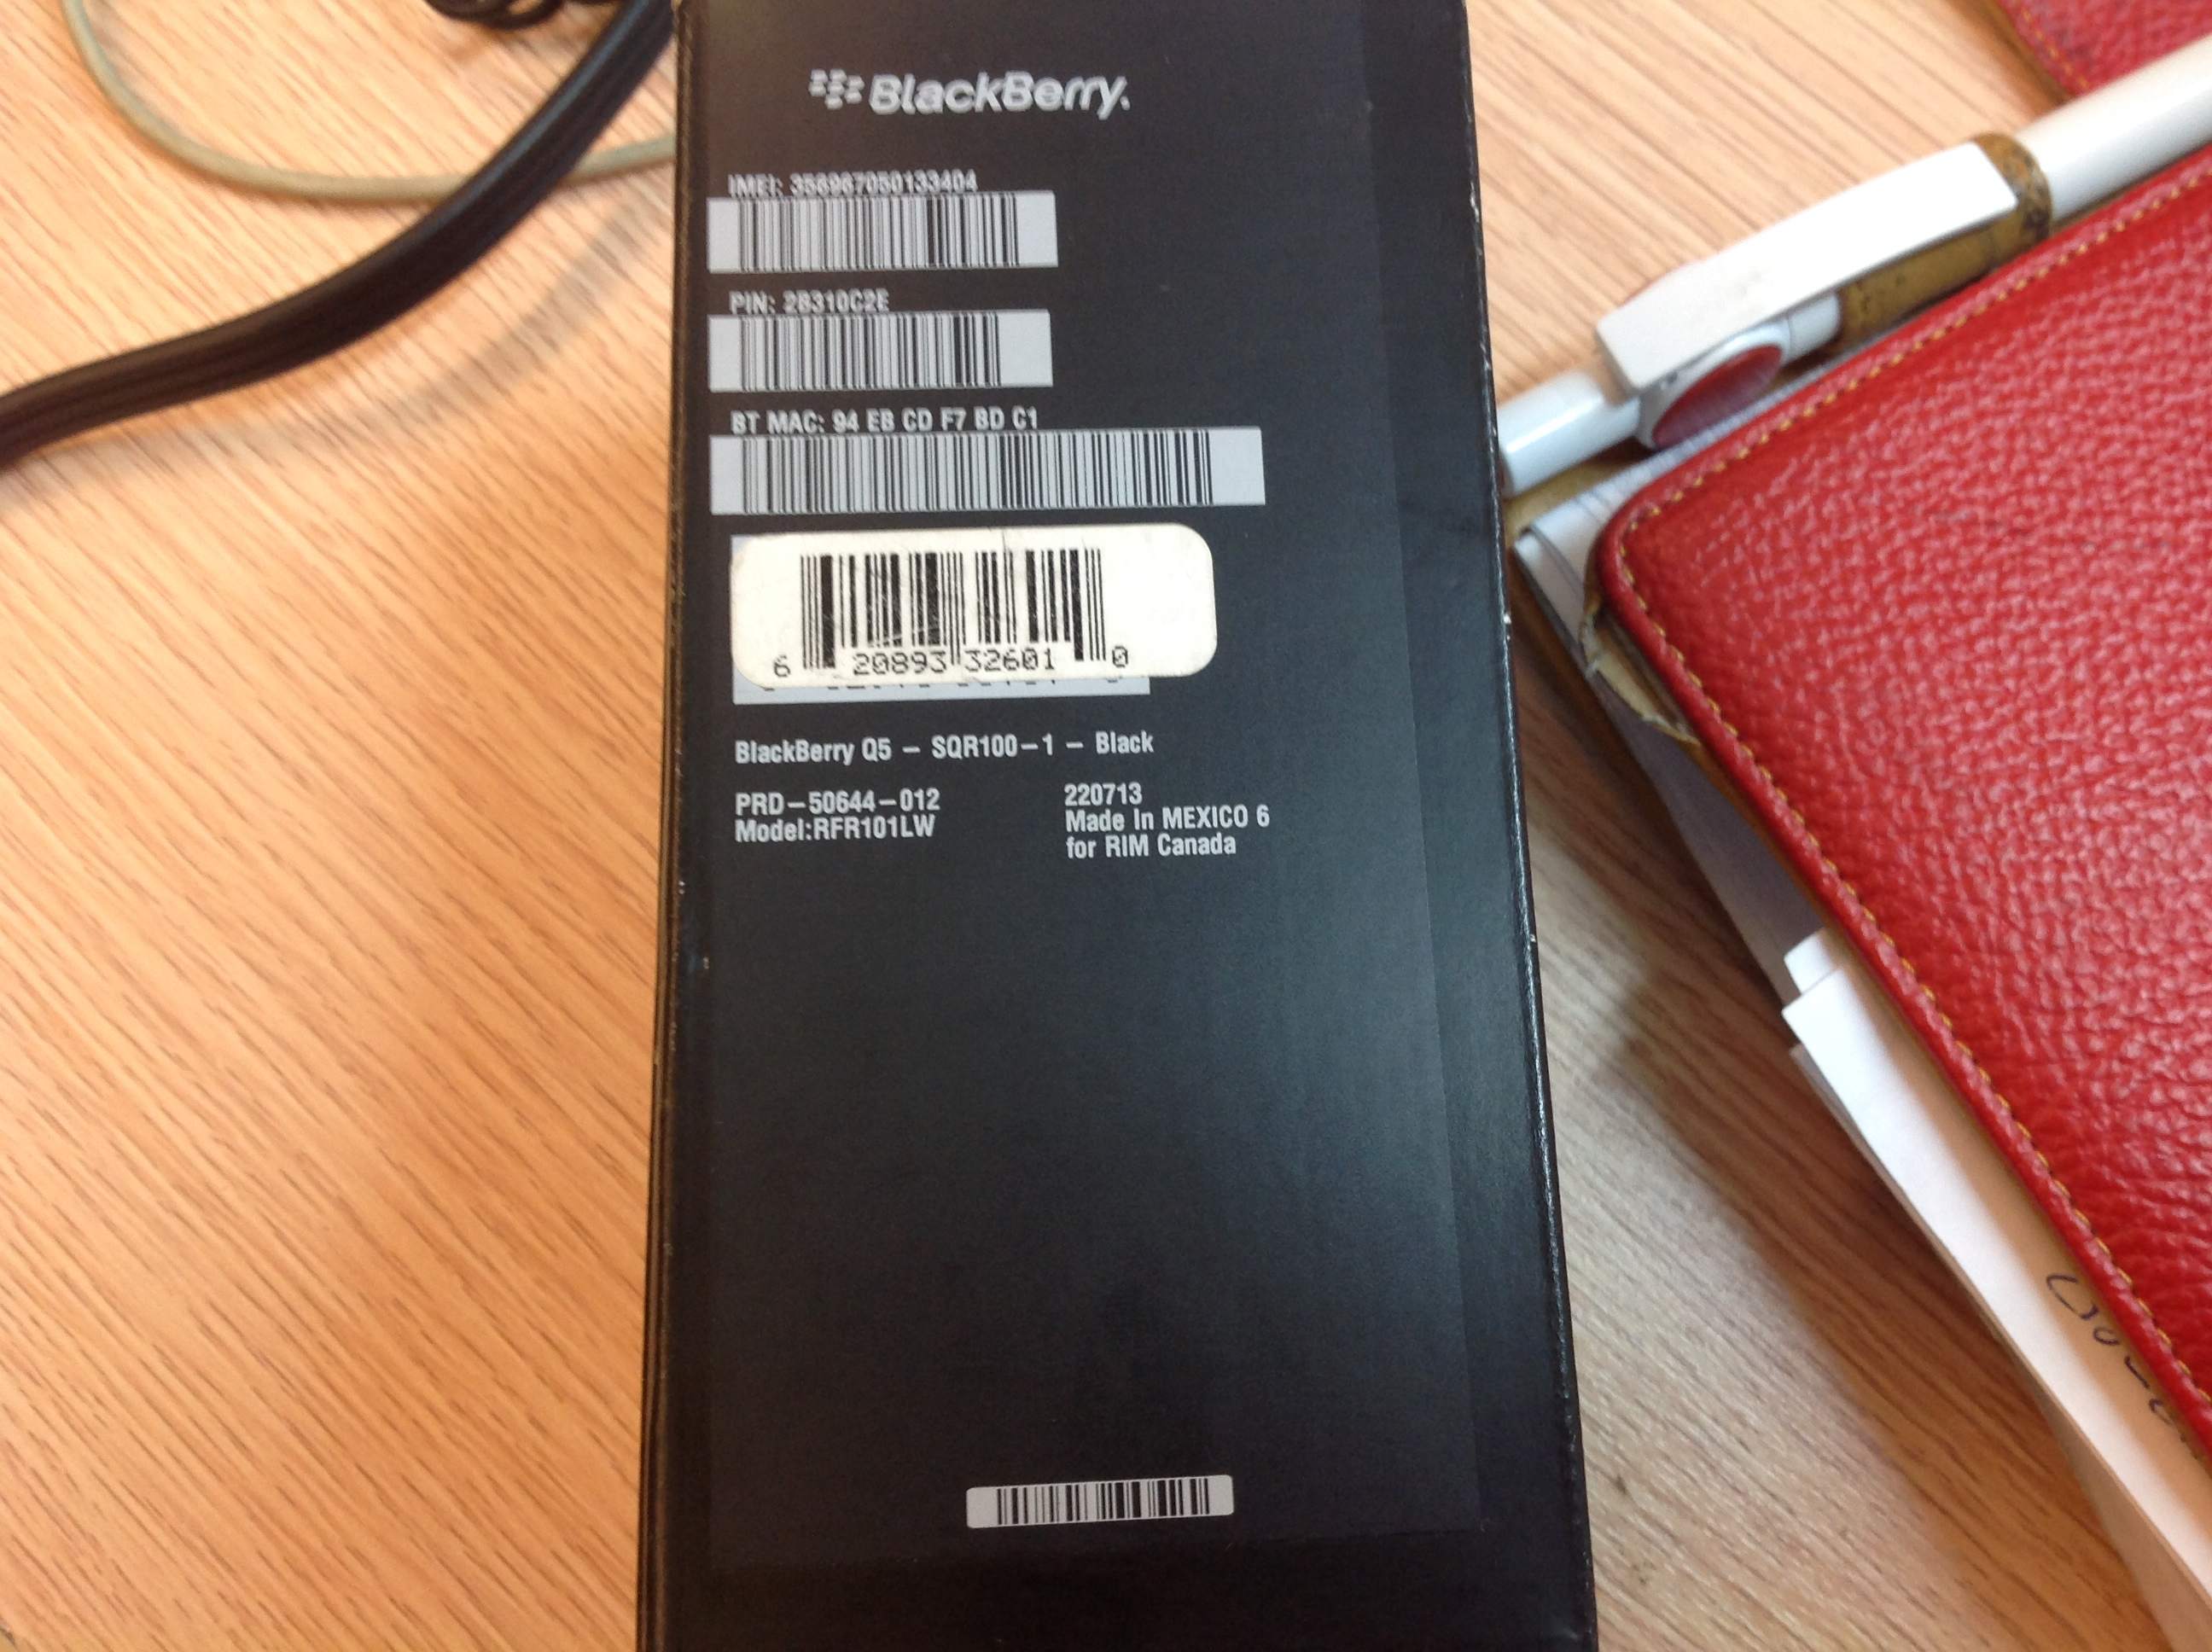 BlackBerry.
IMEI: 356967050133404
PIN: 2B310C2E
BT MAC: 94 EB CD F7 BD C1
6 20893 32601 0
BlackBerry Q5 – SQR100–1 – Black
PRD–50644–012
Model:RFR101LW
220713
Made In MEXICO 6
for RIM Canada